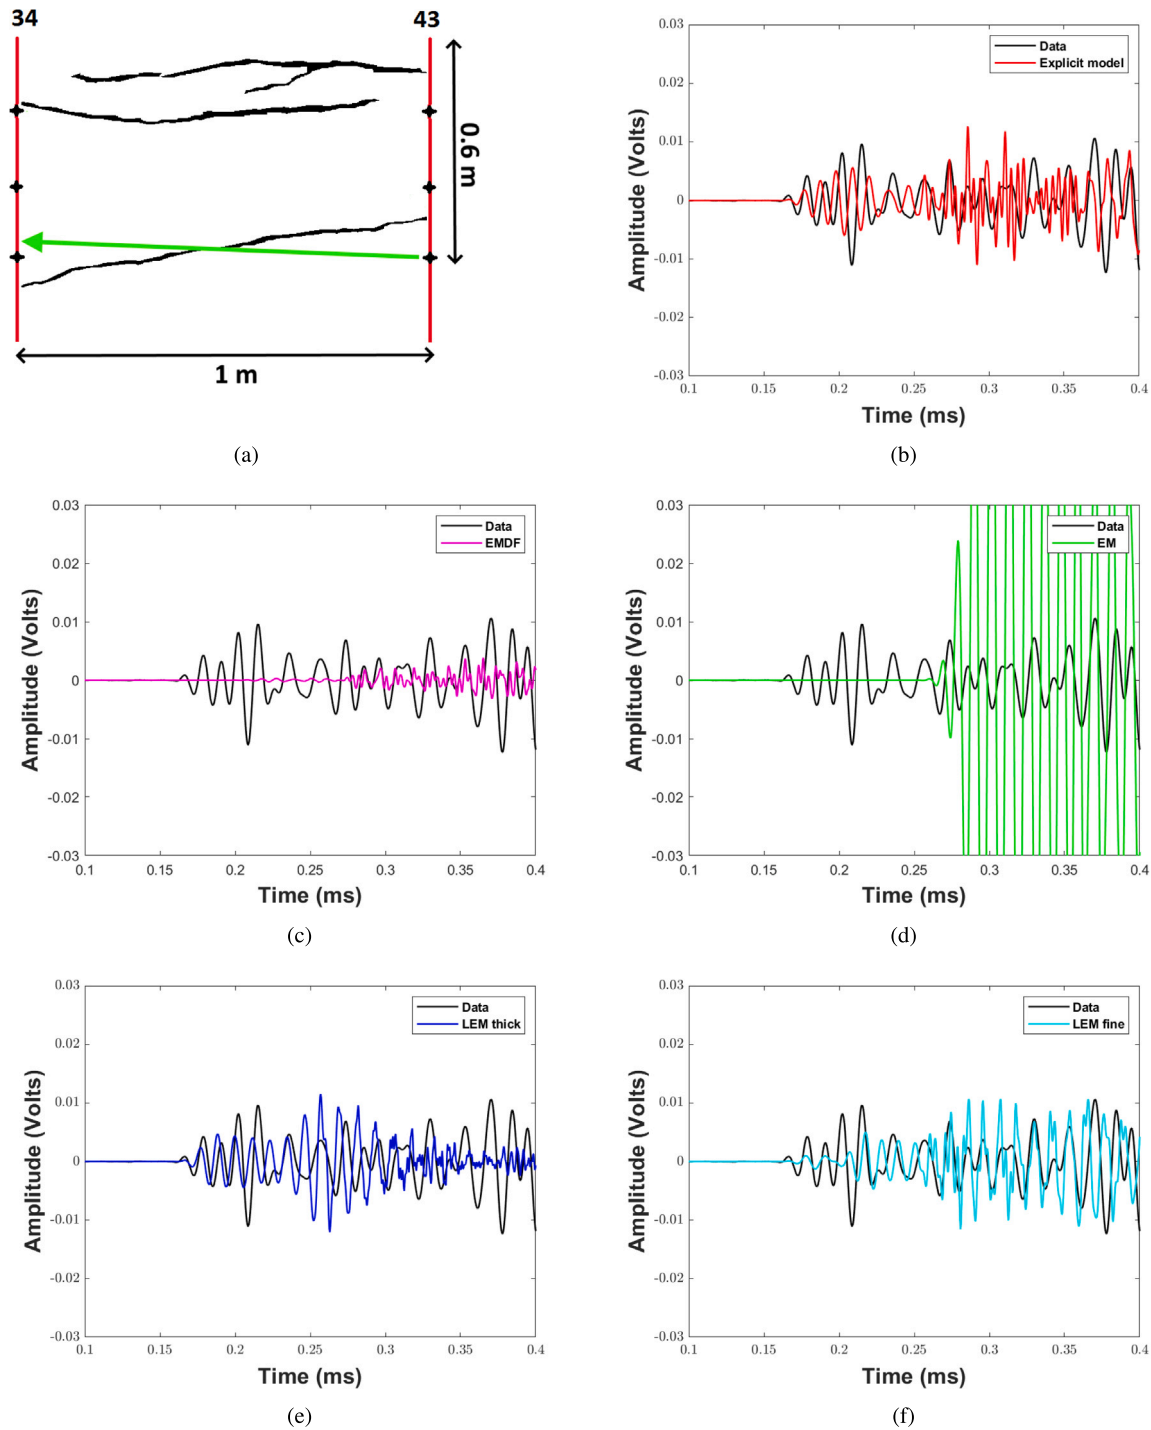 34
43
0.6 m
1 m
(a)
0.03
0.02
0.01
0
-0.01
-0.02
-0.03
0.1 0.15 0.2 0.25 0.3 0.35 0.4
Amplitude (Volts)
Time (ms)
Data
Explicit model
(b)
0.03
0.02
0.01
0
-0.01
-0.02
-0.03
0.1 0.15 0.2 0.25 0.3 0.35 0.4
Amplitude (Volts)
Time (ms)
Data
EMDF
(c)
0.03
0.02
0.01
0
-0.01
-0.02
-0.03
0.1 0.15 0.2 0.25 0.3 0.35 0.4
Amplitude (Volts)
Time (ms)
Data
EM
(d)
0.03
0.02
0.01
0
-0.01
-0.02
-0.03
0.1 0.15 0.2 0.25 0.3 0.35 0.4
Amplitude (Volts)
Time (ms)
Data
LEM thick
(e)
0.03
0.02
0.01
0
-0.01
-0.02
-0.03
0.1 0.15 0.2 0.25 0.3 0.35 0.4
Amplitude (Volts)
Time (ms)
Data
LEM fine
(f)